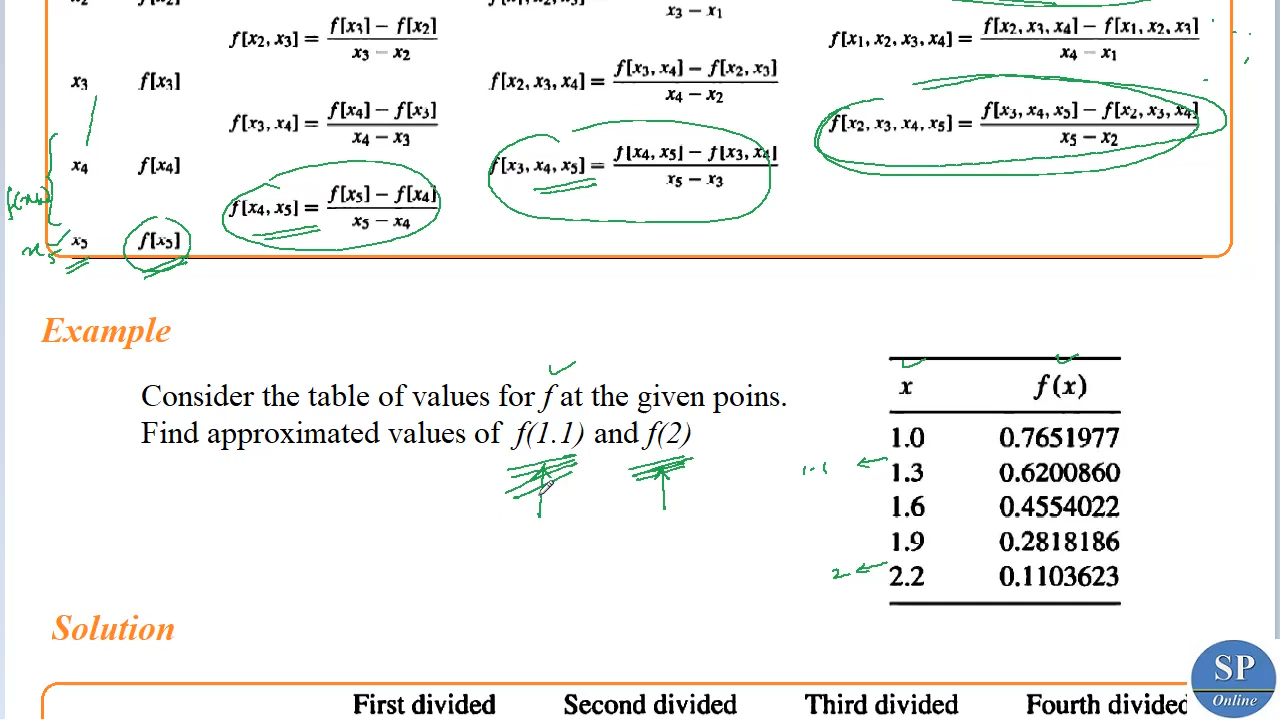 f[x2, x3] = (f[x3] − f[x2]) / (x3 − x2)
x3 − x1
f[x1, x2, x3, x4] = (f[x2, x3, x4] − f[x1, x2, x3]) / (x4 − x1)
x3 f[x3]
f[x2, x3, x4] = (f[x3, x4] − f[x2, x3]) / (x4 − x2)
f[x3, x4] = (f[x4] − f[x3]) / (x4 − x3)
f[x2, x3, x4, x5] = (f[x3, x4, x5] − f[x2, x3, x4]) / (x5 − x2)
x4 f[x4]
f[x3, x4, x5] = (f[x4, x5] − f[x3, x4]) / (x5 − x3)
f[x4, x5] = (f[x5] − f[x4]) / (x5 − x4)
x5 x5 f[x5]
Example
Consider the table of values for f at the given poins.
Find approximated values of f(1.1) and f(2)
x f(x)
1.0 0.7651977
1.1
1.3 0.6200860
1.6 0.4554022
1.9 0.2818186
2
2.2 0.1103623
Solution
First divided Second divided Third divided Fourth divided
SP
Online